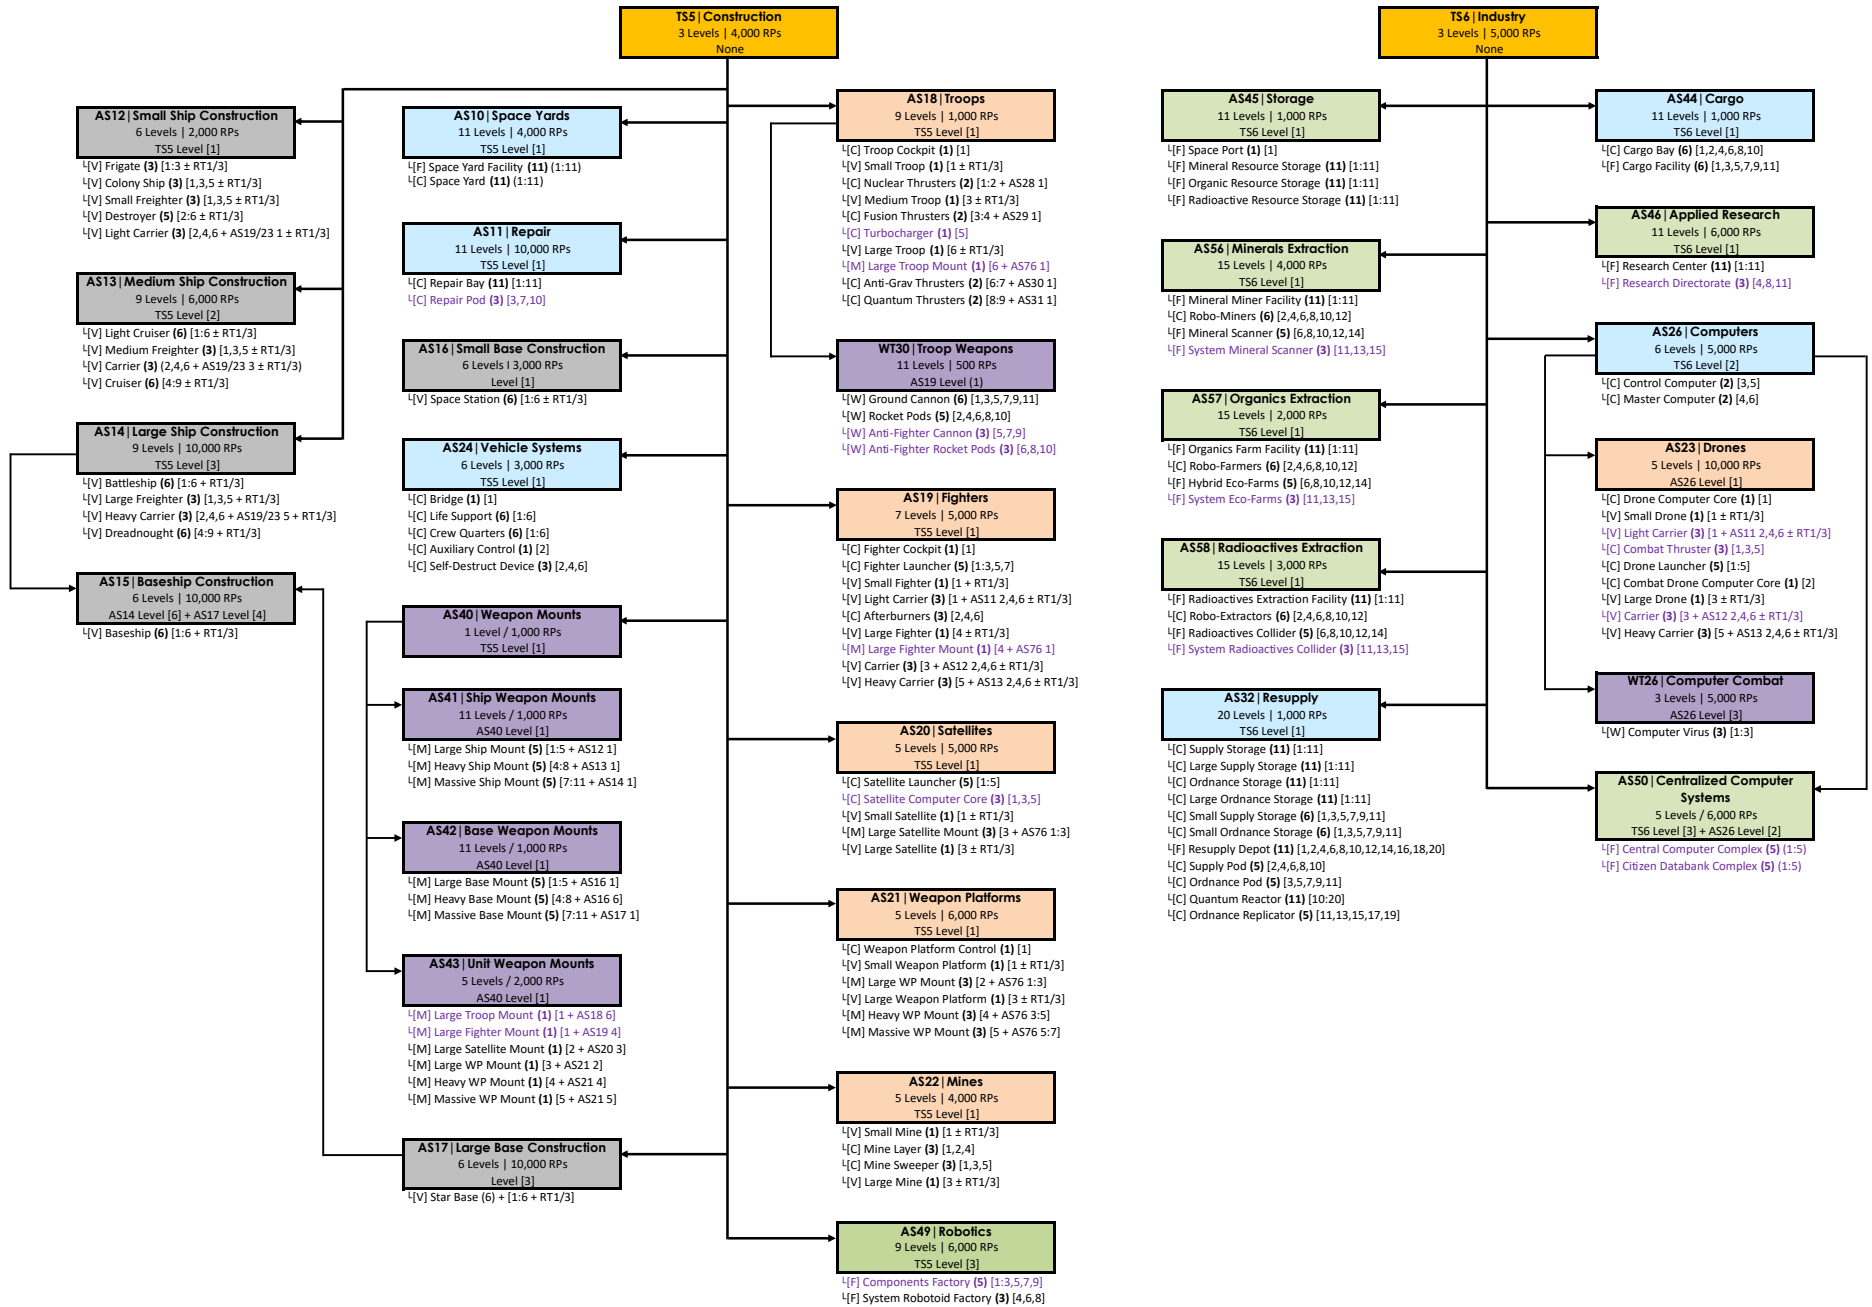 TS5|Construction
3 Levels | 4,000 RPs
None
AS12|Small Ship Construction
6 Levels | 2,000 RPs
TS5 Level [1]
└[V] Frigate (3) [1:3 ± RT1/3]
└[V] Colony Ship (3) [1,3,5 ± RT1/3]
└[V] Small Freighter (3) [1,3,5 ± RT1/3]
└[V] Destroyer (5) [2:6 ± RT1/3]
└[V] Light Carrier (3) [2,4,6 + AS19/23 1 ± RT1/3]
AS13|Medium Ship Construction
9 Levels | 6,000 RPs
TS5 Level [2]
└[V] Light Cruiser (6) [1:6 ± RT1/3]
└[V] Medium Freighter (3) [1,3,5 ± RT1/3]
└[V] Carrier (3) (2,4,6 + AS19/23 3 ± RT1/3)
└[V] Cruiser (6) [4:9 ± RT1/3]
AS14|Large Ship Construction
9 Levels | 10,000 RPs
TS5 Level [3]
└[V] Battleship (6) [1:6 + RT1/3]
└[V] Large Freighter (3) [1,3,5 + RT1/3]
└[V] Heavy Carrier (3) [2,4,6 + AS19/23 5 + RT1/3]
└[V] Dreadnought (6) [4:9 + RT1/3]
AS15|Baseship Construction
6 Levels | 10,000 RPs
AS14 Level [6] + AS17 Level [4]
└[V] Baseship (6) [1:6 + RT1/3]
AS10|Space Yards
11 Levels | 4,000 RPs
TS5 Level [1]
└[F] Space Yard Facility (11) (1:11)
└[C] Space Yard (11) (1:11)
AS11|Repair
11 Levels | 10,000 RPs
TS5 Level [1]
└[C] Repair Bay (11) [1:11]
└[C] Repair Pod (3) [3,7,10]
AS16|Small Base Construction
6 Levels I 3,000 RPs
Level [1]
└[V] Space Station (6) [1:6 ± RT1/3]
AS24|Vehicle Systems
6 Levels | 3,000 RPs
TS5 Level [1]
└[C] Bridge (1) [1]
└[C] Life Support (6) [1:6]
└[C] Crew Quarters (6) [1:6]
└[C] Auxiliary Control (1) [2]
└[C] Self-Destruct Device (3) [2,4,6]
AS40|Weapon Mounts
1 Level / 1,000 RPs
TS5 Level [1]
AS41|Ship Weapon Mounts
11 Levels / 1,000 RPs
AS40 Level [1]
└[M] Large Ship Mount (5) [1:5 + AS12 1]
└[M] Heavy Ship Mount (5) [4:8 + AS13 1]
└[M] Massive Ship Mount (5) [7:11 + AS14 1]
AS42|Base Weapon Mounts
11 Levels / 1,000 RPs
AS40 Level [1]
└[M] Large Base Mount (5) [1:5 + AS16 1]
└[M] Heavy Base Mount (5) [4:8 + AS16 6]
└[M] Massive Base Mount (5) [7:11 + AS17 1]
AS43|Unit Weapon Mounts
5 Levels / 2,000 RPs
AS40 Level [1]
└[M] Large Troop Mount (1) [1 + AS18 6]
└[M] Large Fighter Mount (1) [1 + AS19 4]
└[M] Large Satellite Mount (1) [2 + AS20 3]
└[M] Large WP Mount (1) [3 + AS21 2]
└[M] Heavy WP Mount (1) [4 + AS21 4]
└[M] Massive WP Mount (1) [5 + AS21 5]
AS17|Large Base Construction
6 Levels | 10,000 RPs
Level [3]
└[V] Star Base (6) + [1:6 + RT1/3]
AS18|Troops
9 Levels | 1,000 RPs
TS5 Level [1]
└[C] Troop Cockpit (1) [1]
└[V] Small Troop (1) [1 ± RT1/3]
└[C] Nuclear Thrusters (2) [1:2 + AS28 1]
└[V] Medium Troop (1) [3 ± RT1/3]
└[C] Fusion Thrusters (2) [3:4 + AS29 1]
└[C] Turbocharger (1) [5]
└[V] Large Troop (1) [6 ± RT1/3]
└[M] Large Troop Mount (1) [6 + AS76 1]
└[C] Anti-Grav Thrusters (2) [6:7 + AS30 1]
└[C] Quantum Thrusters (2) [8:9 + AS31 1]
WT30|Troop Weapons
11 Levels | 500 RPs
AS19 Level (1)
└[W] Ground Cannon (6) [1,3,5,7,9,11]
└[W] Rocket Pods (5) [2,4,6,8,10]
└[W] Anti-Fighter Cannon (3) [5,7,9]
└[W] Anti-Fighter Rocket Pods (3) [6,8,10]
AS19|Fighters
7 Levels | 5,000 RPs
TS5 Level [1]
└[C] Fighter Cockpit (1) [1]
└[C] Fighter Launcher (5) [1:3,5,7]
└[V] Small Fighter (1) [1 + RT1/3]
└[V] Light Carrier (3) [1 + AS11 2,4,6 ± RT1/3]
└[C] Afterburners (3) [2,4,6]
└[V] Large Fighter (1) [4 ± RT1/3]
└[M] Large Fighter Mount (1) [4 + AS76 1]
└[V] Carrier (3) [3 + AS12 2,4,6 ± RT1/3]
└[V] Heavy Carrier (3) [5 + AS13 2,4,6 ± RT1/3]
AS20|Satellites
5 Levels | 5,000 RPs
TS5 Level [1]
└[C] Satellite Launcher (5) [1:5]
└[C] Satellite Computer Core (3) [1,3,5]
└[V] Small Satellite (1) [1 ± RT1/3]
└[M] Large Satellite Mount (3) [3 + AS76 1:3]
└[V] Large Satellite (1) [3 ± RT1/3]
AS21|Weapon Platforms
5 Levels | 6,000 RPs
TS5 Level [1]
└[C] Weapon Platform Control (1) [1]
└[V] Small Weapon Platform (1) [1 ± RT1/3]
└[M] Large WP Mount (3) [2 + AS76 1:3]
└[V] Large Weapon Platform (1) [3 ± RT1/3]
└[M] Heavy WP Mount (3) [4 + AS76 3:5]
└[M] Massive WP Mount (3) [5 + AS76 5:7]
AS22|Mines
5 Levels | 4,000 RPs
TS5 Level [1]
└[V] Small Mine (1) [1 ± RT1/3]
└[C] Mine Layer (3) [1,2,4]
└[C] Mine Sweeper (3) [1,3,5]
└[V] Large Mine (1) [3 ± RT1/3]
AS49|Robotics
9 Levels | 6,000 RPs
TS5 Level [3]
└[F] Components Factory (5) [1:3,5,7,9]
└[F] System Robotoid Factory (3) [4,6,8]
TS6|Industry
3 Levels | 5,000 RPs
None
AS45|Storage
11 Levels | 1,000 RPs
TS6 Level [1]
└[F] Space Port (1) [1]
└[F] Mineral Resource Storage (11) [1:11]
└[F] Organic Resource Storage (11) [1:11]
└[F] Radioactive Resource Storage (11) [1:11]
AS56|Minerals Extraction
15 Levels | 4,000 RPs
TS6 Level [1]
└[F] Mineral Miner Facility (11) [1:11]
└[C] Robo-Miners (6) [2,4,6,8,10,12]
└[F] Mineral Scanner (5) [6,8,10,12,14]
└[F] System Mineral Scanner (3) [11,13,15]
AS57|Organics Extraction
15 Levels | 2,000 RPs
TS6 Level [1]
└[F] Organics Farm Facility (11) [1:11]
└[C] Robo-Farmers (6) [2,4,6,8,10,12]
└[F] Hybrid Eco-Farms (5) [6,8,10,12,14]
└[F] System Eco-Farms (3) [11,13,15]
AS58|Radioactives Extraction
15 Levels | 3,000 RPs
TS6 Level [1]
└[F] Radioactives Extraction Facility (11) [1:11]
└[C] Robo-Extractors (6) [2,4,6,8,10,12]
└[F] Radioactives Collider (5) [6,8,10,12,14]
└[F] System Radioactives Collider (3) [11,13,15]
AS32|Resupply
20 Levels | 1,000 RPs
TS6 Level [1]
└[C] Supply Storage (11) [1:11]
└[C] Large Supply Storage (11) [1:11]
└[C] Ordnance Storage (11) [1:11]
└[C] Large Ordnance Storage (11) [1:11]
└[C] Small Supply Storage (6) [1,3,5,7,9,11]
└[C] Small Ordnance Storage (6) [1,3,5,7,9,11]
└[F] Resupply Depot (11) [1,2,4,6,8,10,12,14,16,18,20]
└[C] Supply Pod (5) [2,4,6,8,10]
└[C] Ordnance Pod (5) [3,5,7,9,11]
└[C] Quantum Reactor (11) [10:20]
└[C] Ordnance Replicator (5) [11,13,15,17,19]
AS44|Cargo
11 Levels | 1,000 RPs
TS6 Level [1]
└[C] Cargo Bay (6) [1,2,4,6,8,10]
└[F] Cargo Facility (6) [1,3,5,7,9,11]
AS46|Applied Research
11 Levels | 6,000 RPs
TS6 Level [1]
└[F] Research Center (11) [1:11]
└[F] Research Directorate (3) [4,8,11]
AS26|Computers
6 Levels | 5,000 RPs
TS6 Level [2]
└[C] Control Computer (2) [3,5]
└[C] Master Computer (2) [4,6]
AS23|Drones
5 Levels | 10,000 RPs
AS26 Level [1]
└[C] Drone Computer Core (1) [1]
└[V] Small Drone (1) [1 ± RT1/3]
└[V] Light Carrier (3) [1 + AS11 2,4,6 ± RT1/3]
└[C] Combat Thruster (3) [1,3,5]
└[C] Drone Launcher (5) [1:5]
└[C] Combat Drone Computer Core (1) [2]
└[V] Large Drone (1) [3 ± RT1/3]
└[V] Carrier (3) [3 + AS12 2,4,6 ± RT1/3]
└[V] Heavy Carrier (3) [5 + AS13 2,4,6 ± RT1/3]
WT26|Computer Combat
3 Levels | 5,000 RPs
AS26 Level [3]
└[W] Computer Virus (3) [1:3]
AS50|Centralized Computer
Systems
5 Levels / 6,000 RPs
TS6 Level [3] + AS26 Level [2]
└[F] Central Computer Complex (5) (1:5)
└[F] Citizen Databank Complex (5) (1:5)